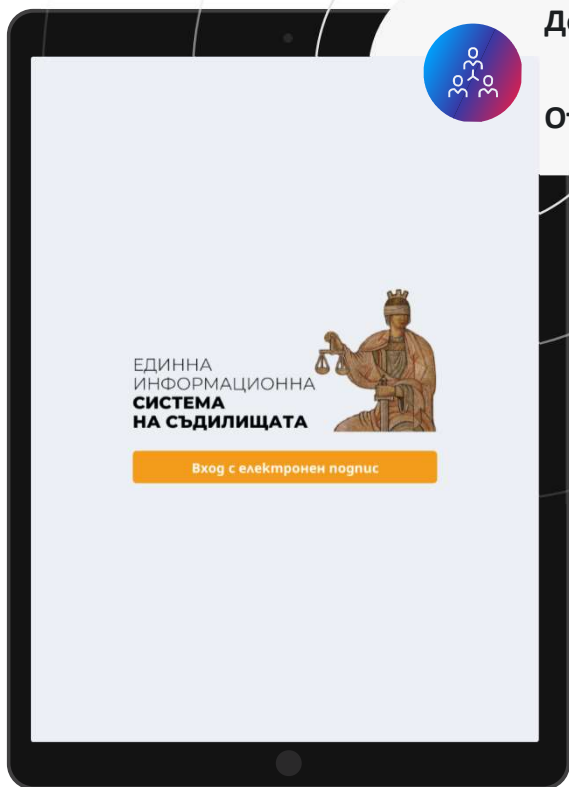 ЕДИННА
ИНФОРМАЦИОННА
СИСТЕМА
НА СЪДИЛИЩАТА
Вход с електронен подпис